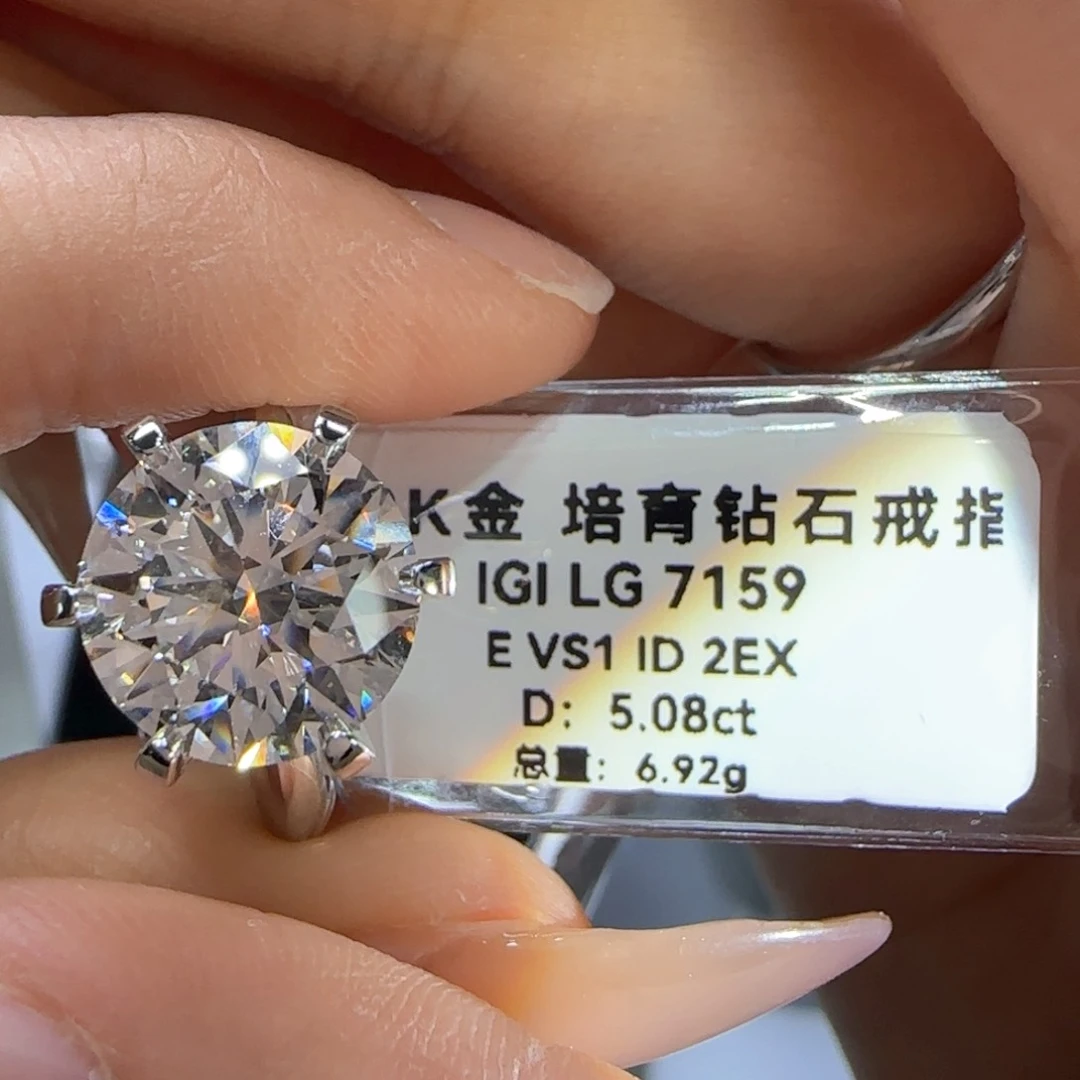 K金 培育钻石戒指
IGI LG 7159
E VS1 ID 2EX
D： 5.08ct
总量： 6.92g